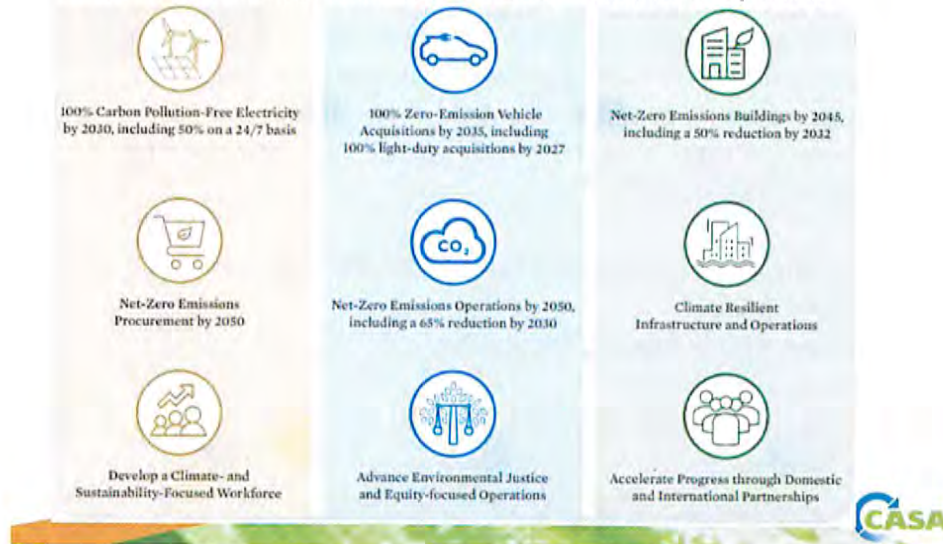 100% Carbon Pollution-Free Electricity
by 2030, including 50% on a 24/7 basis
100% Zero-Emission Vehicle
Acquisitions by 2035, including
100% light-duty acquisitions by 2027
Net-Zero Emissions Buildings by 2045,
including a 50% reduction by 2032
Net-Zero Emissions
Procurement by 2050
CO₂
Net-Zero Emissions Operations by 2050,
including a 65% reduction by 2030
Climate Resilient
Infrastructure and Operations
Develop a Climate- and
Sustainability-Focused Workforce
Advance Environmental Justice
and Equity-focused Operations
Accelerate Progress through Domestic
and International Partnerships
CASA